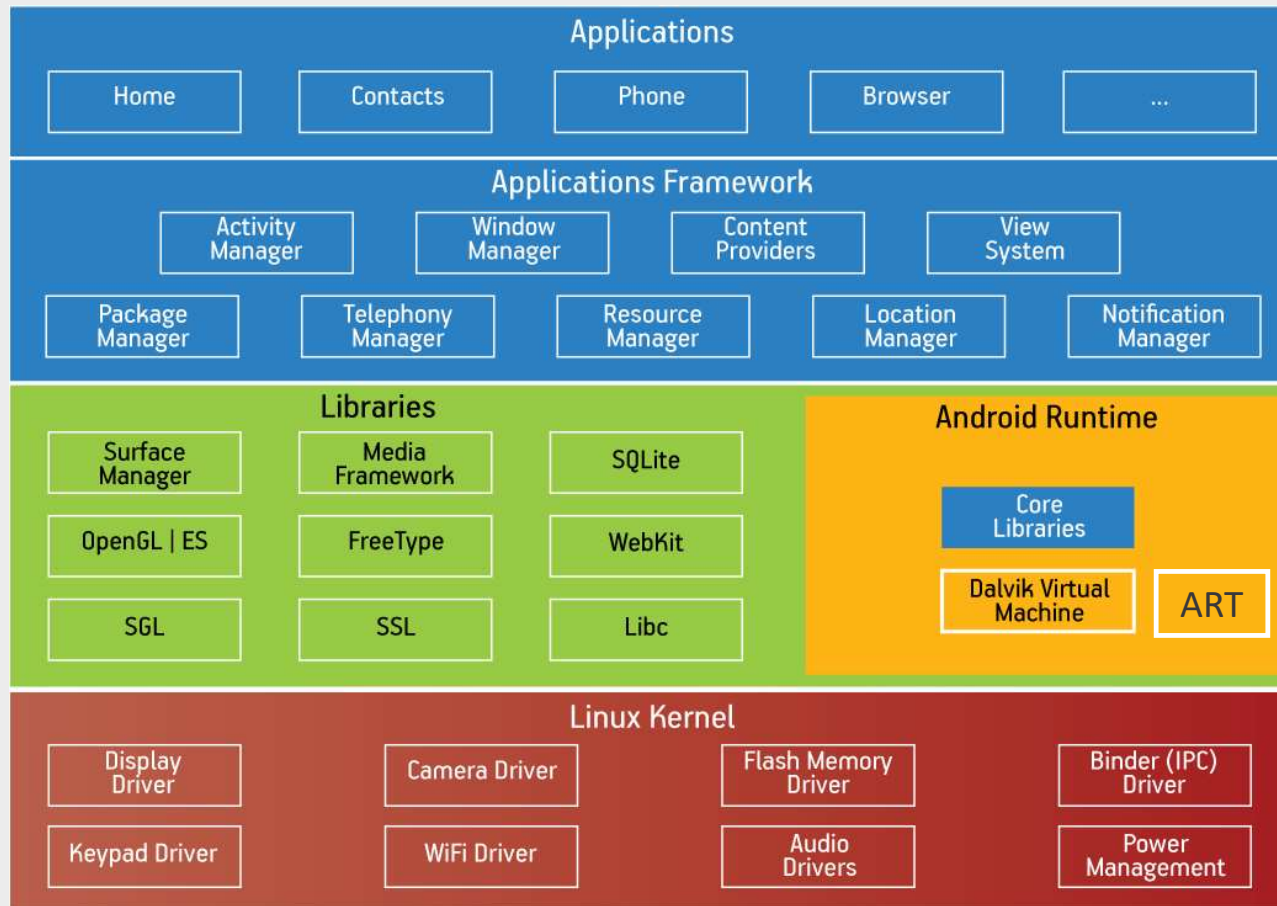 Applications
Home
Contacts
Phone
Browser
...
Applications Framework
Activity
Manager
Window
Manager
Content
Providers
View
System
Package
Manager
Telephony
Manager
Resource
Manager
Location
Manager
Notification
Manager
Libraries
Surface
Manager
Media
Framework
SQLite
OpenGL | ES
FreeType
WebKit
SGL
SSL
Libc
Android Runtime
Core
Libraries
Dalvik Virtual
Machine
ART
Linux Kernel
Display
Driver
Camera Driver
Flash Memory
Driver
Binder (IPC)
Driver
Keypad Driver
WiFi Driver
Audio
Drivers
Power
Management